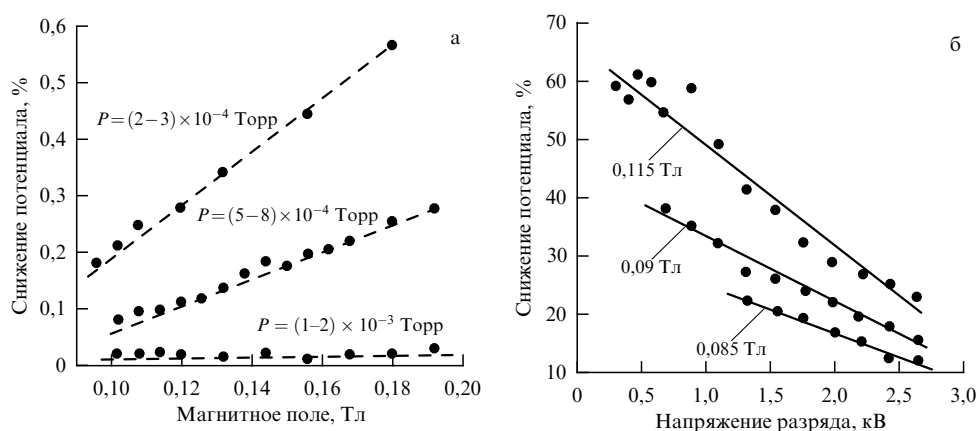 а
0,6
0,5
0,4
0,3
0,2
0,1
0
Снижение потенциала, %
P = (2–3) × 10⁻⁴ Торр
P = (5–8) × 10⁻⁴ Торр
P = (1–2) × 10⁻³ Торр
0,10 0,12 0,14 0,16 0,18 0,20
Магнитное поле, Тл
б
70
60
50
40
30
20
10
Снижение потенциала, %
0,115 Тл
0,09 Тл
0,085 Тл
0 0,5 1,0 1,5 2,0 2,5 3,0
Напряжение разряда, кВ